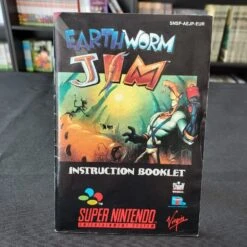 SNSP-AEJP-EUR
EARTHWORM
JIM
INSTRUCTION BOOKLET
SUPER NINTENDO
ENTERTAINMENT SYSTEM
Virgin